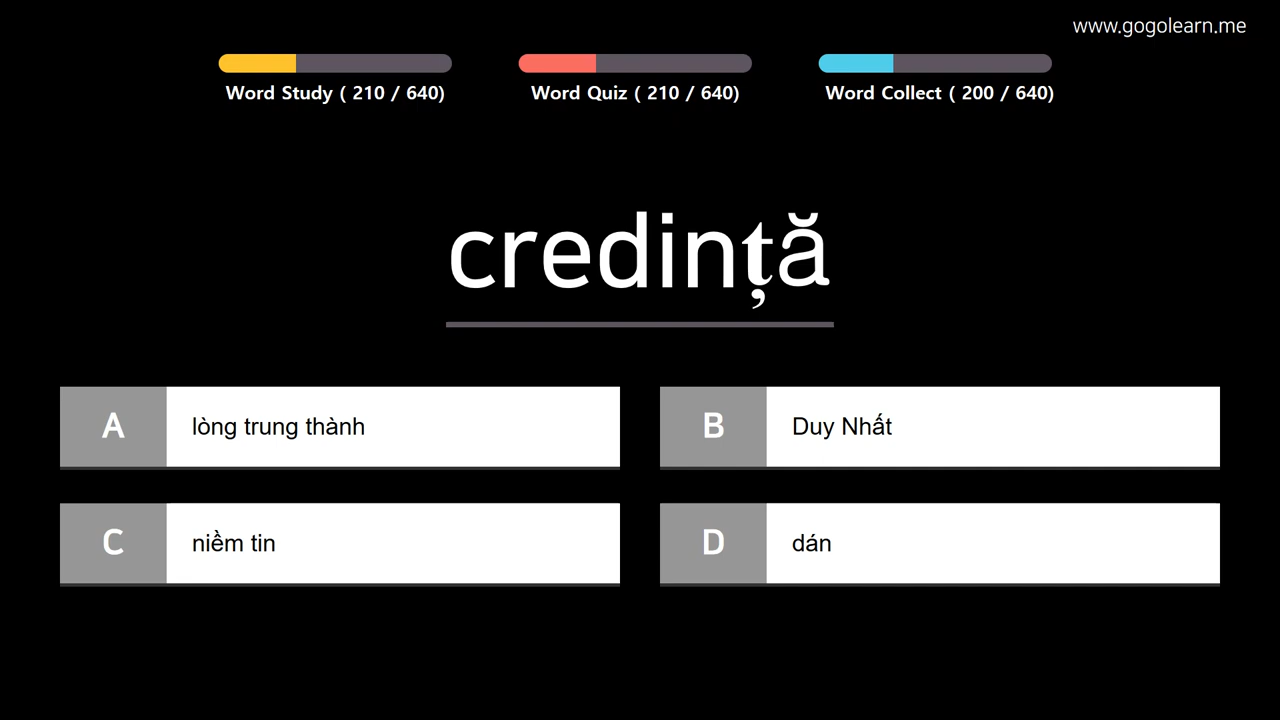 www.gogolearn.me
Word Study ( 210 / 640)
Word Quiz ( 210 / 640)
Word Collect ( 200 / 640)
credință
A lòng trung thành
B Duy Nhất
C niềm tin
D dán